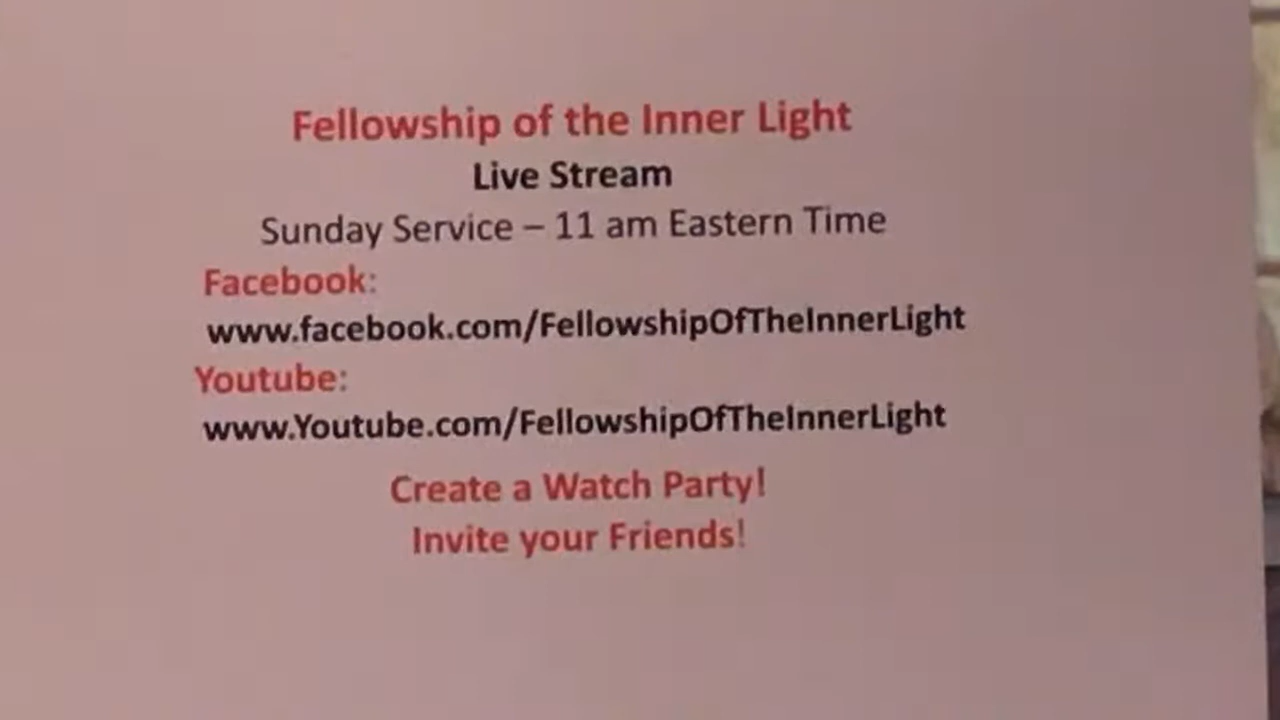 Fellowship of the Inner Light
Live Stream
Sunday Service – 11 am Eastern Time
Facebook:
www.facebook.com/FellowshipOfTheInnerLight
Youtube:
www.Youtube.com/FellowshipOfTheInnerLight
Create a Watch Party!
Invite your Friends!